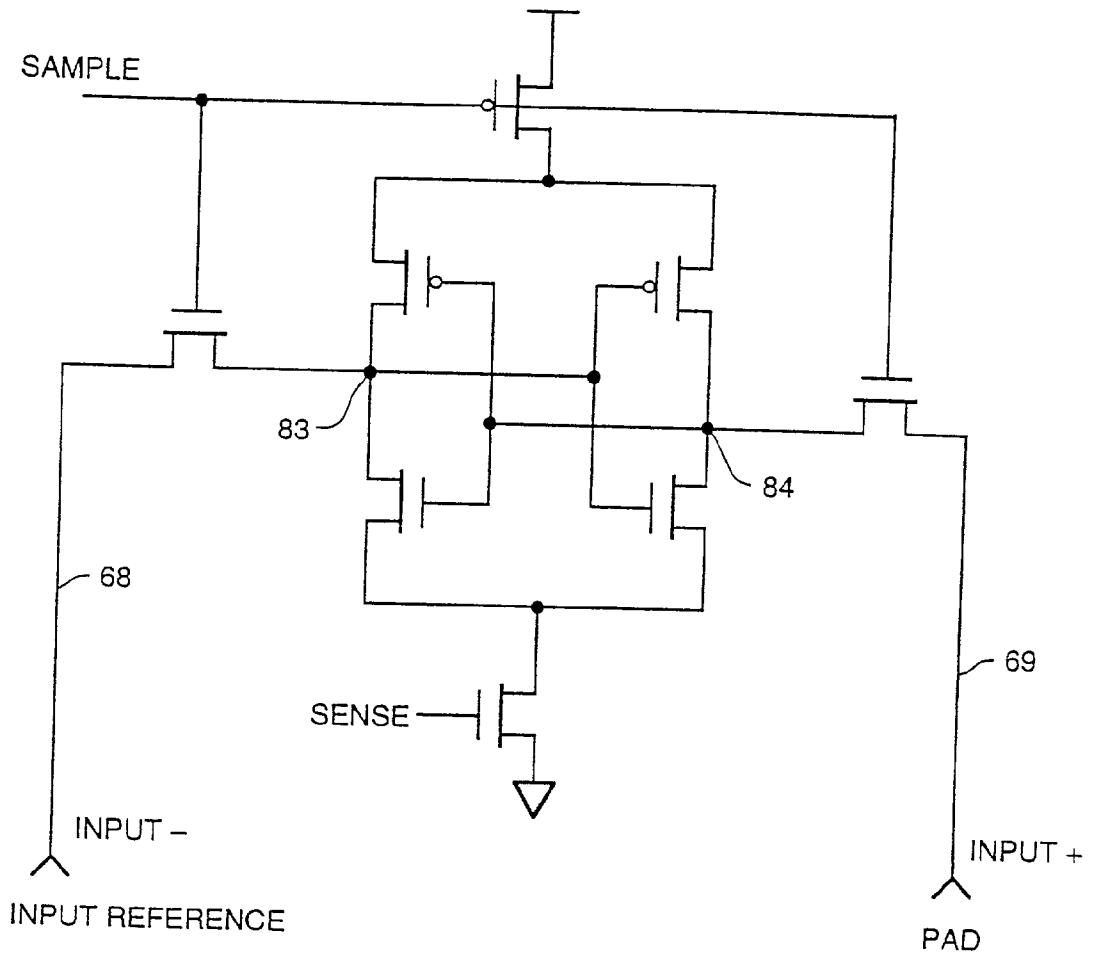 SAMPLE
83
84
68
69
SENSE
INPUT –
INPUT +
INPUT REFERENCE
PAD